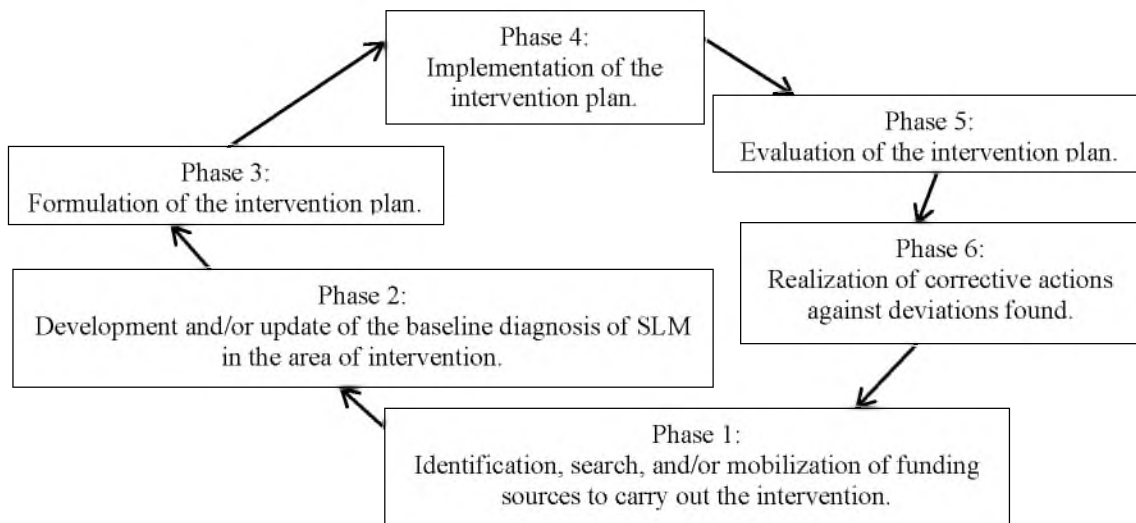 Phase 4:
Implementation of the
intervention plan.
Phase 5:
Evaluation of the intervention plan.
Phase 3:
Formulation of the intervention plan.
Phase 6:
Realization of corrective actions
against deviations found.
Phase 2:
Development and/or update of the baseline diagnosis of SLM
in the area of intervention.
Phase 1:
Identification, search, and/or mobilization of funding
sources to carry out the intervention.